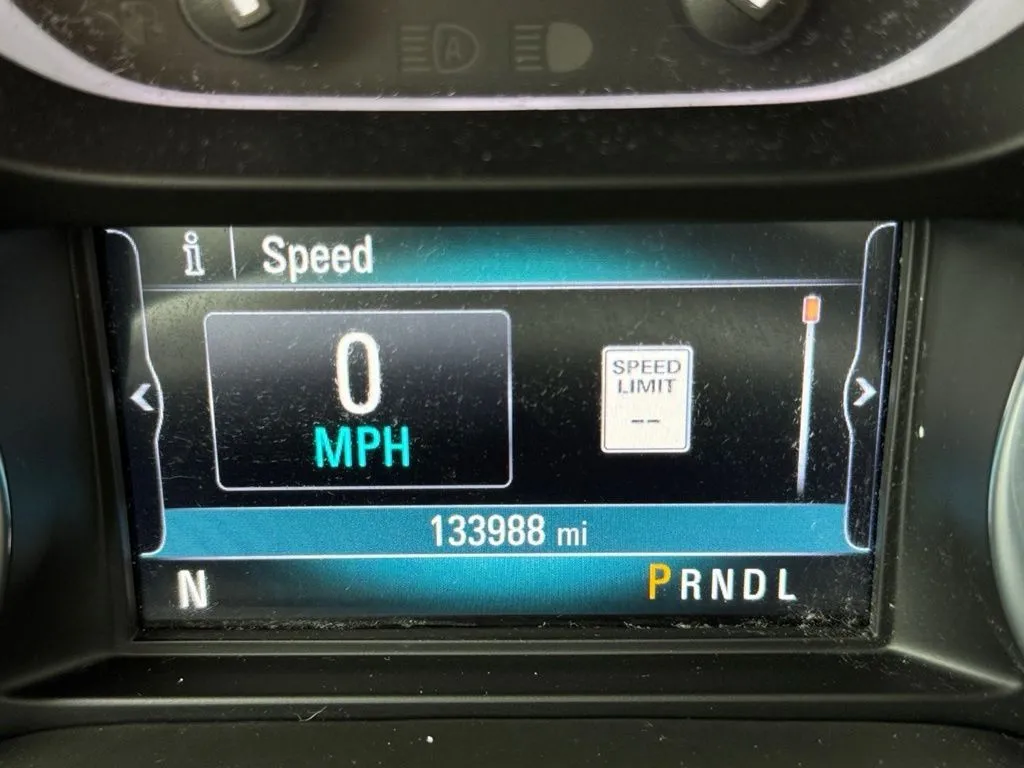 A
i Speed
0
MPH
SPEED
LIMIT
--
133988 mi
N
PRNDL